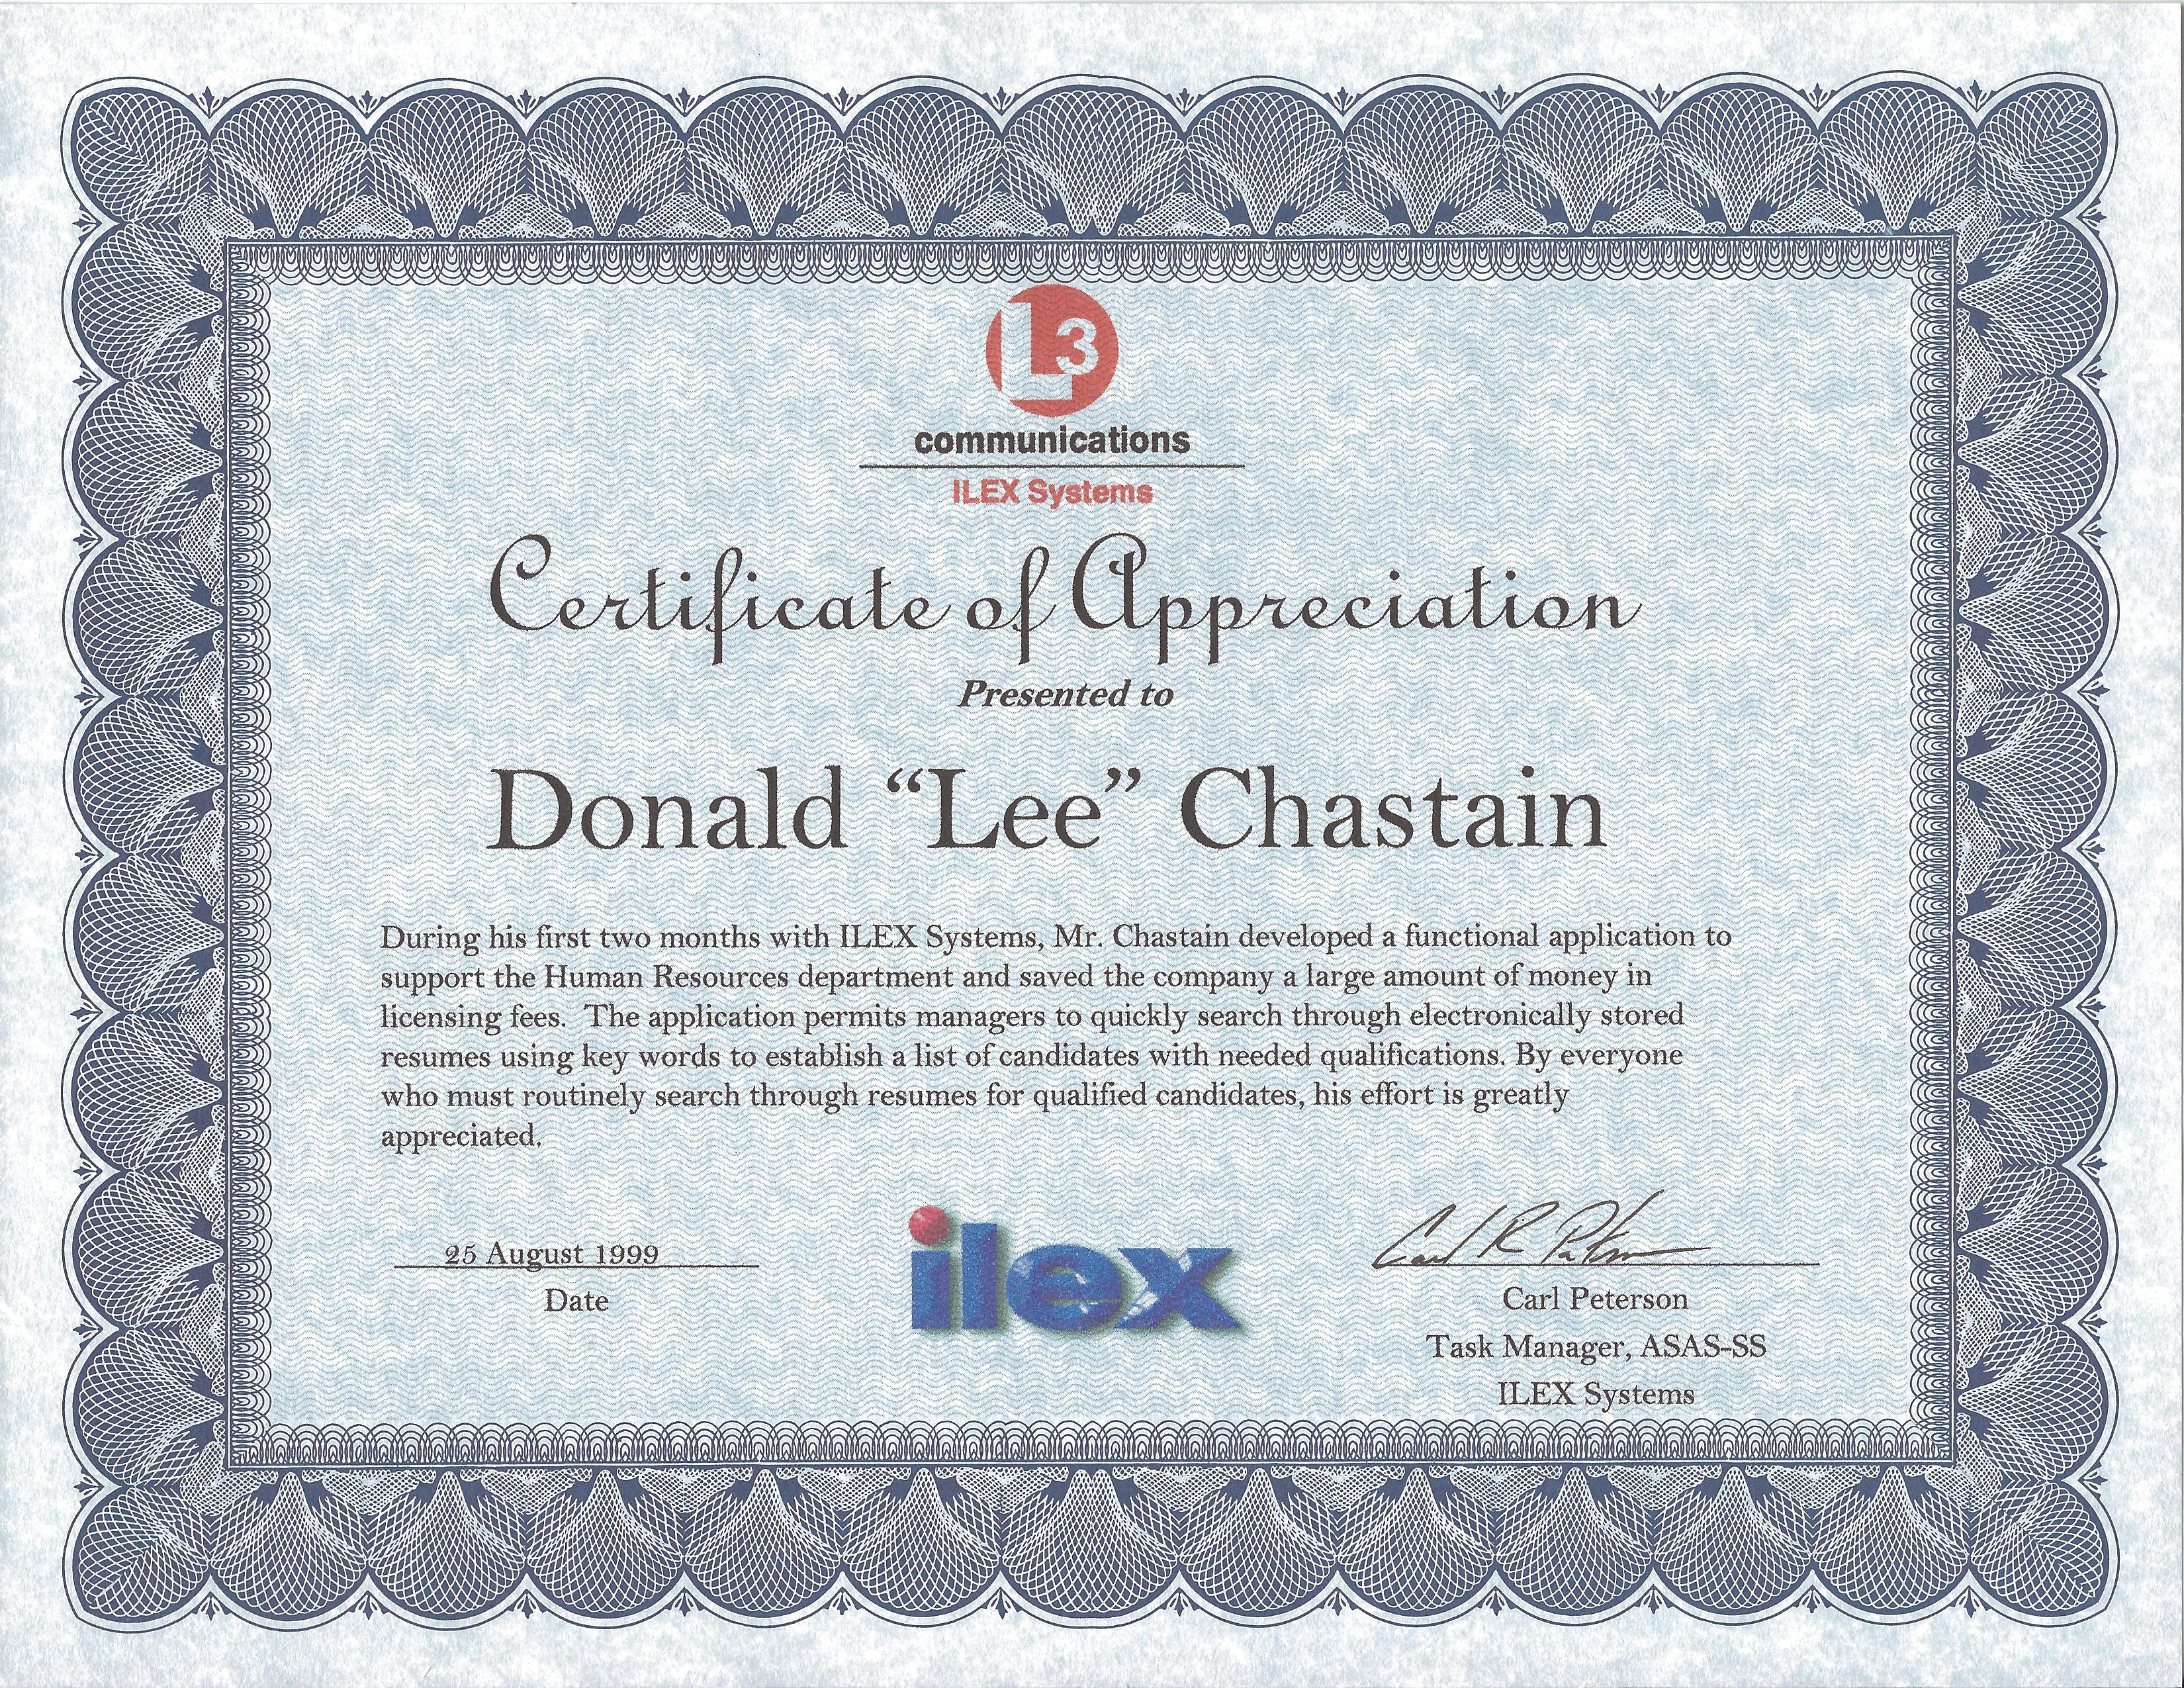 L3
communications
ILEX Systems
Certificate of Appreciation
Presented to
Donald “Lee” Chastain
During his first two months with ILEX Systems, Mr. Chastain developed a functional application to
support the Human Resources department and saved the company a large amount of money in
licensing fees.  The application permits managers to quickly search through electronically stored
resumes using key words to establish a list of candidates with needed qualifications. By everyone
who must routinely search through resumes for qualified candidates, his effort is greatly
appreciated.
25 August 1999
Date
ilex
Carl R Peterson
Carl Peterson
Task Manager, ASAS-SS
ILEX Systems